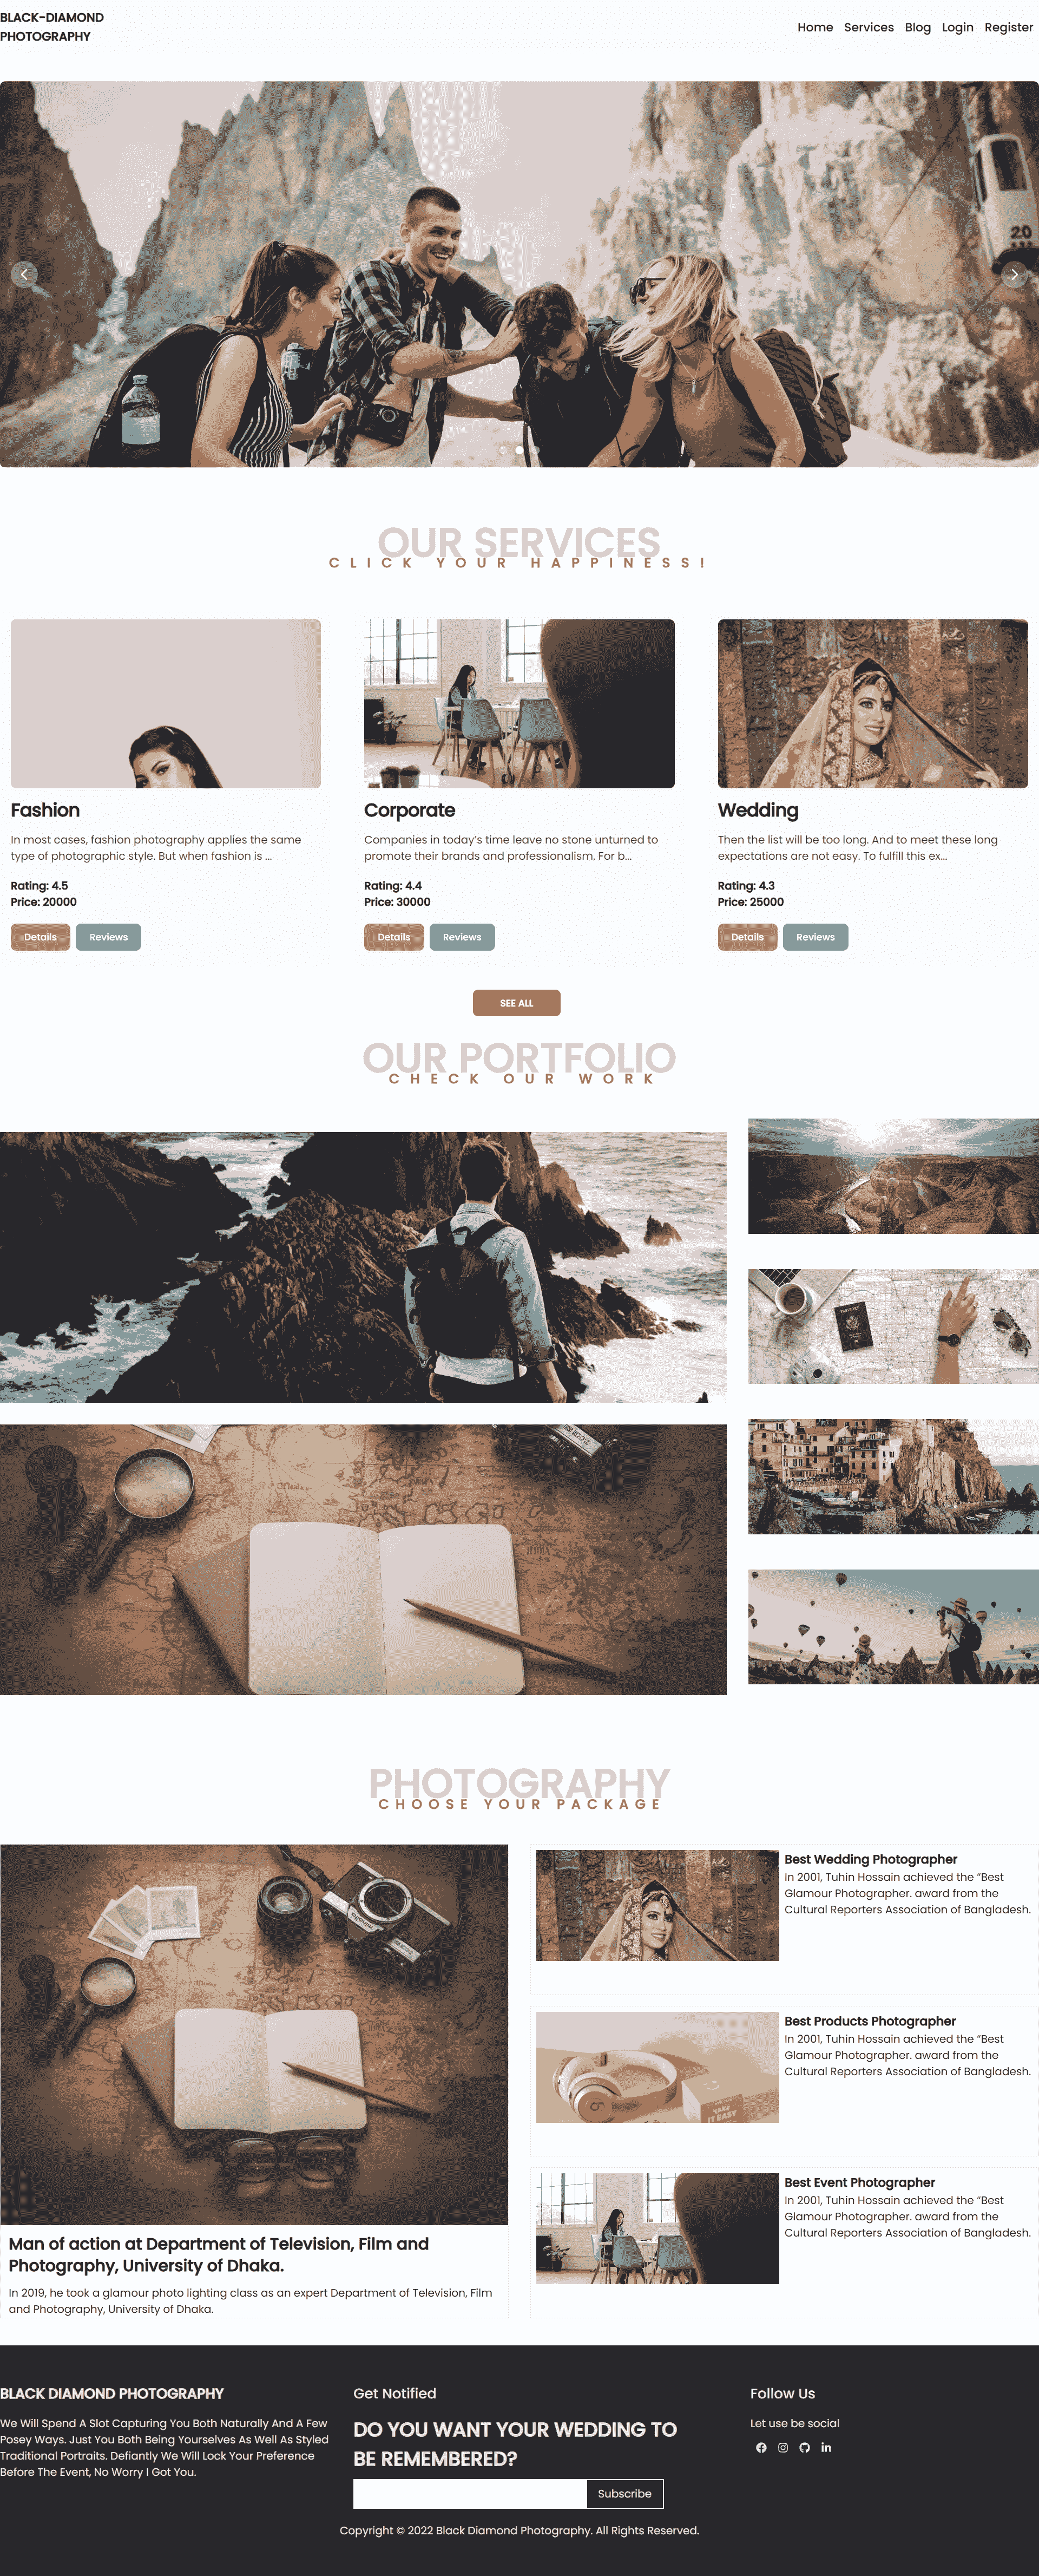 BLACK-DIAMOND
PHOTOGRAPHY
Home Services Blog Login Register
20
OUR SERVICES
CLICK YOUR HAPPINESS!
Fashion
In most cases, fashion photography applies the same
type of photographic style. But when fashion is ...
Rating: 4.5
Price: 20000
Details Reviews
Corporate
Companies in today's time leave no stone unturned to
promote their brands and professionalism. For b...
Rating: 4.4
Price: 30000
Details Reviews
Wedding
Then the list will be too long. And to meet these long
expectations are not easy. To fulfill this ex...
Rating: 4.3
Price: 25000
Details Reviews
SEE ALL
OUR PORTFOLIO
CHECK OUR WORK
PASSPORT
PHOTOGRAPHY
CHOOSE YOUR PACKAGE
Man of action at Department of Television, Film and
Photography, University of Dhaka.
In 2019, he took a glamour photo lighting class as an expert Department of Television, Film
and Photography, University of Dhaka.
Best Wedding Photographer
In 2001, Tuhin Hossain achieved the “Best
Glamour Photographer. award from the
Cultural Reporters Association of Bangladesh.
TAKE
IT EASY
Best Products Photographer
In 2001, Tuhin Hossain achieved the “Best
Glamour Photographer. award from the
Cultural Reporters Association of Bangladesh.
Best Event Photographer
In 2001, Tuhin Hossain achieved the “Best
Glamour Photographer. award from the
Cultural Reporters Association of Bangladesh.
BLACK DIAMOND PHOTOGRAPHY
We Will Spend A Slot Capturing You Both Naturally And A Few
Posey Ways. Just You Both Being Yourselves As Well As Styled
Traditional Portraits. Defiantly We Will Lock Your Preference
Before The Event, No Worry I Got You.
Get Notified
DO YOU WANT YOUR WEDDING TO
BE REMEMBERED?
Subscribe
Follow Us
Let use be social
Copyright © 2022 Black Diamond Photography. All Rights Reserved.